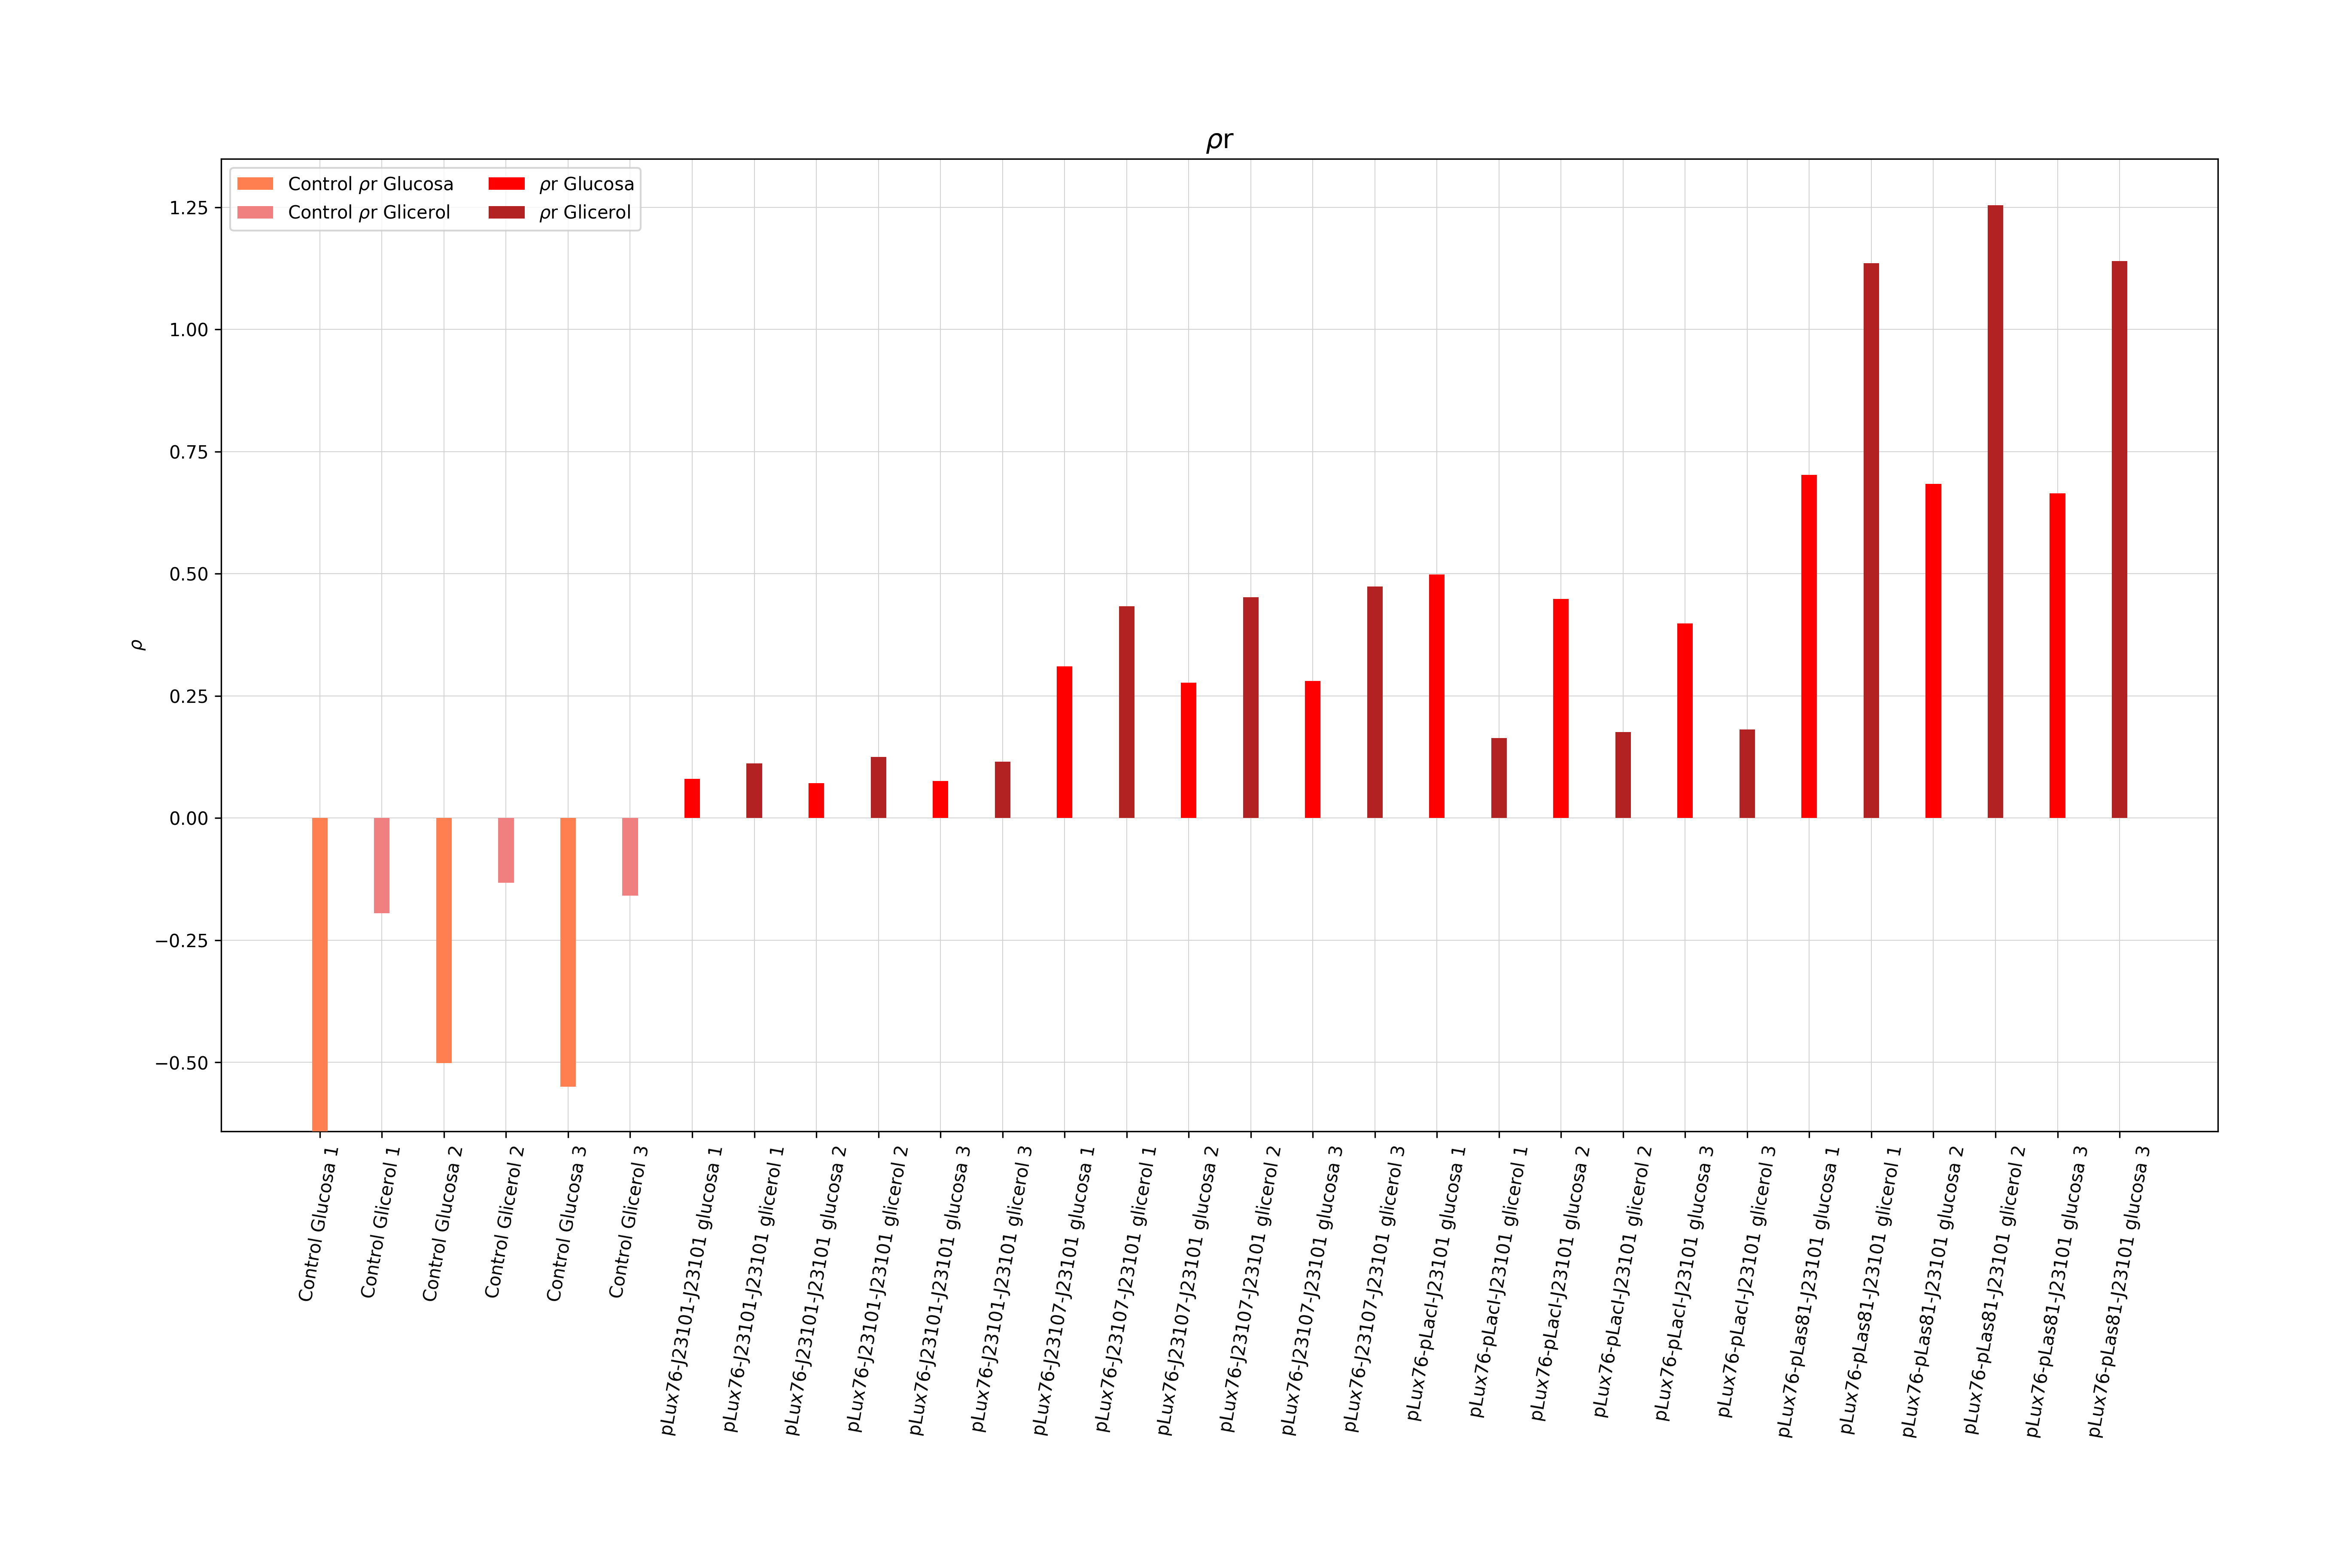 ρr
Control ρr Glucosa
Control ρr Glicerol
ρr Glucosa
ρr Glicerol
ρ
1.25
1.00
0.75
0.50
0.25
0.00
−0.25
−0.50
Control Glucosa 1
Control Glicerol 1
Control Glucosa 2
Control Glicerol 2
Control Glucosa 3
Control Glicerol 3
pLux76-J23101-J23101 glucosa 1
pLux76-J23101-J23101 glicerol 1
pLux76-J23101-J23101 glucosa 2
pLux76-J23101-J23101 glicerol 2
pLux76-J23101-J23101 glucosa 3
pLux76-J23101-J23101 glicerol 3
pLux76-J23107-J23101 glucosa 1
pLux76-J23107-J23101 glicerol 1
pLux76-J23107-J23101 glucosa 2
pLux76-J23107-J23101 glicerol 2
pLux76-J23107-J23101 glucosa 3
pLux76-J23107-J23101 glicerol 3
pLux76-pLacI-J23101 glucosa 1
pLux76-pLacI-J23101 glicerol 1
pLux76-pLacI-J23101 glucosa 2
pLux76-pLacI-J23101 glicerol 2
pLux76-pLacI-J23101 glucosa 3
pLux76-pLacI-J23101 glicerol 3
pLux76-pLas81-J23101 glucosa 1
pLux76-pLas81-J23101 glicerol 1
pLux76-pLas81-J23101 glucosa 2
pLux76-pLas81-J23101 glicerol 2
pLux76-pLas81-J23101 glucosa 3
pLux76-pLas81-J23101 glucosa 3